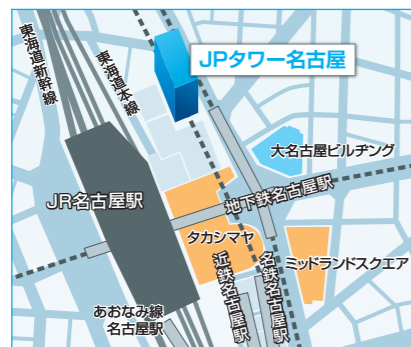 東海道新幹線
東海道本線
JPタワー名古屋
大名古屋ビルヂング
JR名古屋駅
地下鉄名古屋駅
タカシマヤ
ミッドランドスクエア
近鉄名古屋駅
名鉄名古屋駅
あおなみ線
名古屋駅